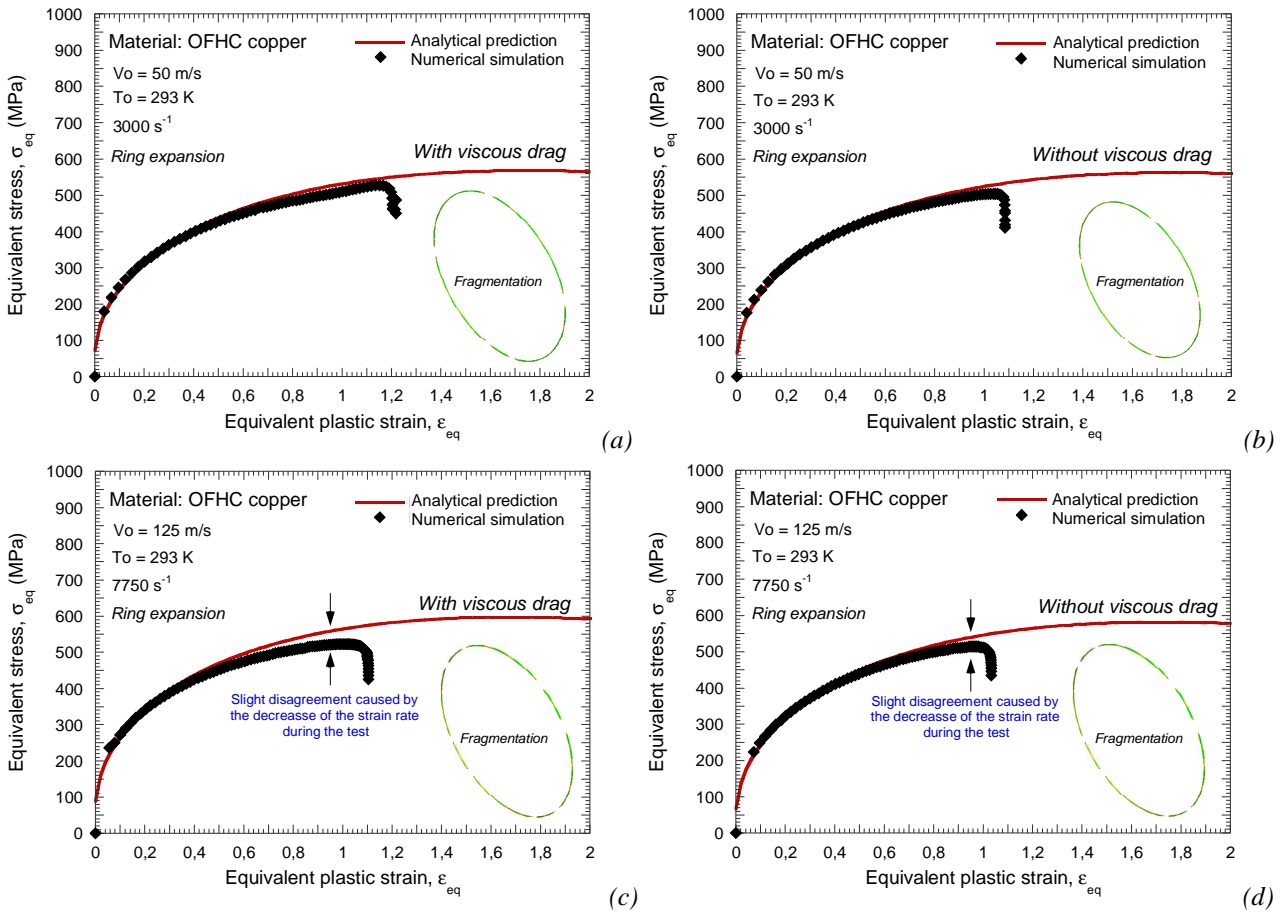 1000
900
800
700
600
500
400
300
200
100
0
Equivalent stress, σeq (MPa)
Material: OFHC copper
Vo = 50 m/s
To = 293 K
3000 s-1
Ring expansion
Analytical prediction
Numerical simulation
With viscous drag
Fragmentation
0 0,2 0,4 0,6 0,8 1 1,2 1,4 1,6 1,8 2
Equivalent plastic strain, εeq
(a)
1000
900
800
700
600
500
400
300
200
100
0
Equivalent stress, σeq (MPa)
Material: OFHC copper
Vo = 50 m/s
To = 293 K
3000 s-1
Ring expansion
Analytical prediction
Numerical simulation
Without viscous drag
Fragmentation
0 0,2 0,4 0,6 0,8 1 1,2 1,4 1,6 1,8 2
Equivalent plastic strain, εeq
(b)
1000
900
800
700
600
500
400
300
200
100
0
Equivalent stress, σeq (MPa)
Material: OFHC copper
Vo = 125 m/s
To = 293 K
7750 s-1
Ring expansion
Analytical prediction
Numerical simulation
With viscous drag
Slight disagreement caused by
the decreasse of the strain rate
during the test
Fragmentation
0 0,2 0,4 0,6 0,8 1 1,2 1,4 1,6 1,8 2
Equivalent plastic strain, εeq
(c)
1000
900
800
700
600
500
400
300
200
100
0
Equivalent stress, σeq (MPa)
Material: OFHC copper
Vo = 125 m/s
To = 293 K
7750 s-1
Ring expansion
Analytical prediction
Numerical simulation
Without viscous drag
Slight disagreement caused by
the decreasse of the strain rate
during the test
Fragmentation
0 0,2 0,4 0,6 0,8 1 1,2 1,4 1,6 1,8 2
Equivalent plastic strain, εeq
(d)